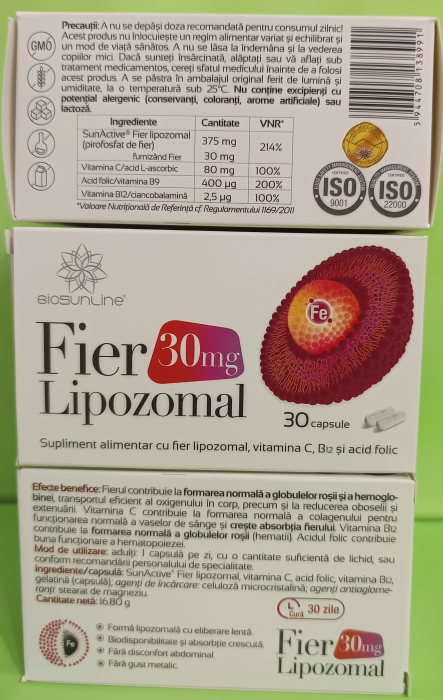 Precauții: A nu se depăși doza recomandată pentru consumul zilnic!
Acest produs nu înlocuiește un regim alimentar variat și echilibrat și
un mod de viață sănătos. A nu se lăsa la îndemâna și la vederea
copiilor mici. Dacă sunteți însărcinată, alăptați sau vă aflați sub
tratament medicamentos, cereți sfatul medicului înainte de a folosi
acest produs. A se păstra în ambalajul original ferit de lumină și
umiditate, la o temperatură sub 25°C. Nu conține excipienți cu
potențial alergenic (conservanți, coloranți, arome artificiale) sau
lactoză.
GMO
Ingrediente Cantitate VNR*
SunActive® Fier lipozomal
(pirofosfat de fier) 375 mg 214%
furnizând Fier 30 mg
Vitamina C/acid L-ascorbic 80 mg 100%
Acid folic/vitamina B9 400 µg 200%
Vitamina B12/ciancobalamină 2,5 µg 100%
*Valoare Nutrițională de Referință cf. Regulamentului 1169/2011
5 944708 138991
CERTIFIED
ISO
9001
CERTIFIED
ISO
22000
BIOSUNLINE®
Fe
Fier 30mg
Lipozomal
30 capsule
Supliment alimentar cu fier lipozomal, vitamina C, B12 și acid folic
Efecte benefice: Fierul contribuie la formarea normală a globulelor roșii și a hemoglo-
binei, transportul eficient al oxigenului în corp, precum și la reducerea oboselii și
extenuării. Vitamina C contribuie la formarea normală a colagenului pentru
funcționarea normală a vaselor de sânge și crește absorbția fierului. Vitamina B12
contribuie la formarea normală a globulelor roșii (hematii). Acidul folic contribuie
buna funcționare a hematopoiezei.
Mod de utilizare: adulți: 1 capsulă pe zi, cu o cantitate suficientă de lichid, sau
conform recomandării personalului de specialitate.
Ingrediente/capsulă: SunActive® Fier lipozomal, vitamina C, acid folic, vitamina B12,
gelatină (capsulă); agenți de încărcare: celuloză microcristalină, agenți antiaglome-
ranți: stearat de magneziu.
Cantitate netă: 16,80 g
Cură 30 zile
Fe
Formă lipozomală cu eliberare lentă.
Biodisponibilitate și absorbție crescută.
Fără disconfort abdominal.
Fără gust metalic.
Fier 30mg
Lipozomal